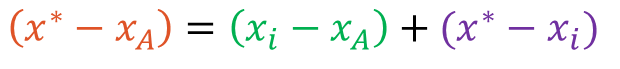 (x* − x_A) = (x_i − x_A) + (x* − x_i)